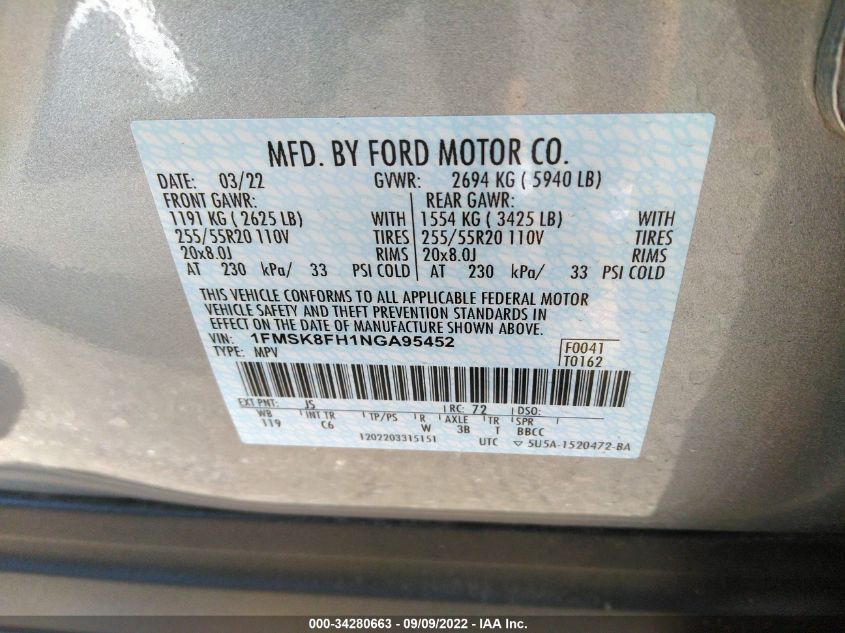 MFD. BY FORD MOTOR CO.
DATE: 03/22 GVWR: 2694 KG ( 5940 LB)
FRONT GAWR: REAR GAWR:
1191 KG ( 2625 LB) WITH 1554 KG ( 3425 LB) WITH
255/55R20 110V TIRES 255/55R20 110V TIRES
20x8.0J RIMS 20x8.0J RIMS
AT 230 kPa/ 33 PSI COLD AT 230 kPa/ 33 PSI COLD
THIS VEHICLE CONFORMS TO ALL APPLICABLE FEDERAL MOTOR
VEHICLE SAFETY AND THEFT PREVENTION STANDARDS IN
EFFECT ON THE DATE OF MANUFACTURE SHOWN ABOVE.
VIN: 1FMSK8FH1NGA95452 F0041
TYPE: MPV T0162
EXT PNT: JS RC: 72 DSO:
WB INT TR TP/PS R AXLE TR SPR
119 C6 W 3B T BBCC
1202203315151 UTC ▽ 5U5A-1520472-BA
000-34280663 - 09/09/2022 - IAA Inc.